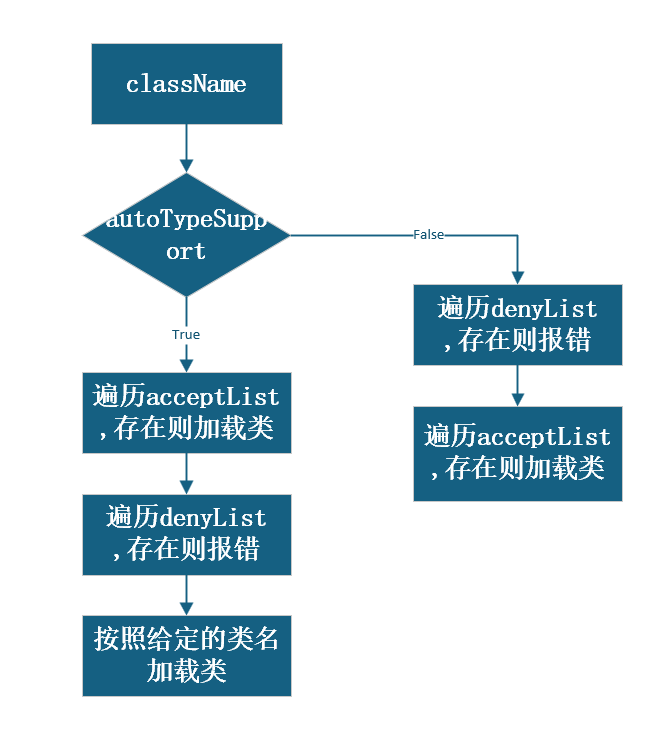 className
autoTypeSupp
ort
False
True
遍历denyList
,存在则报错
遍历acceptList
,存在则加载类
遍历acceptList
,存在则加载类
遍历denyList
,存在则报错
按照给定的类名
加载类